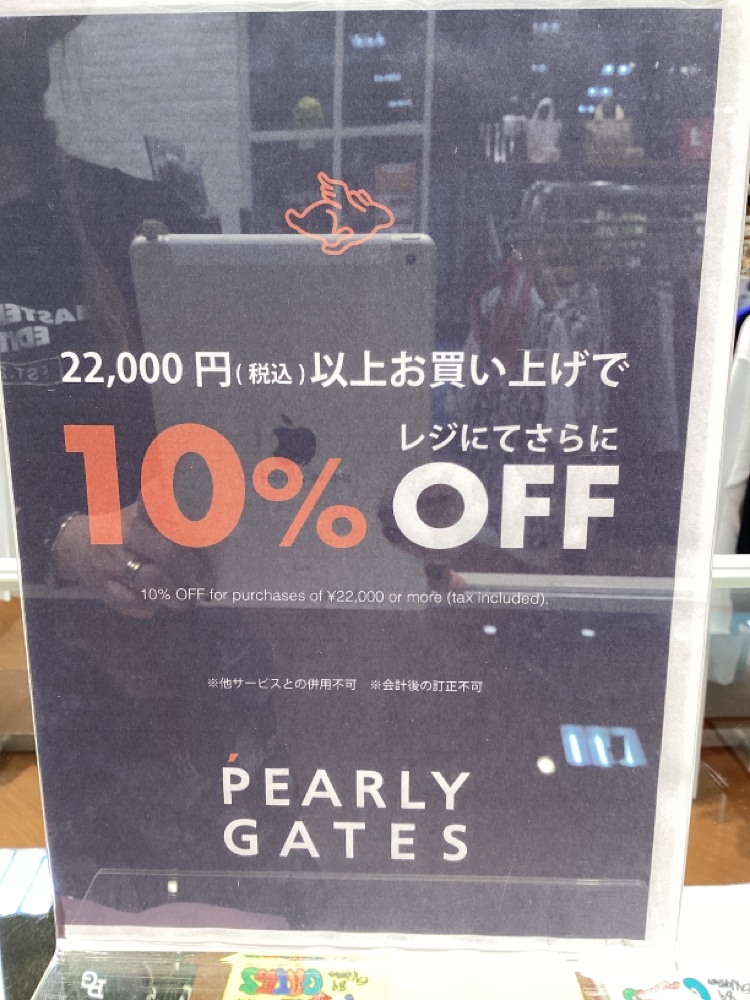 22,000 円(税込)以上お買い上げで
レジにてさらに
10% OFF
10% OFF for purchases of ¥22,000 or more (tax included).
※他サービスとの併用不可 ※会計後の訂正不可
PEARLY
GATES
PG